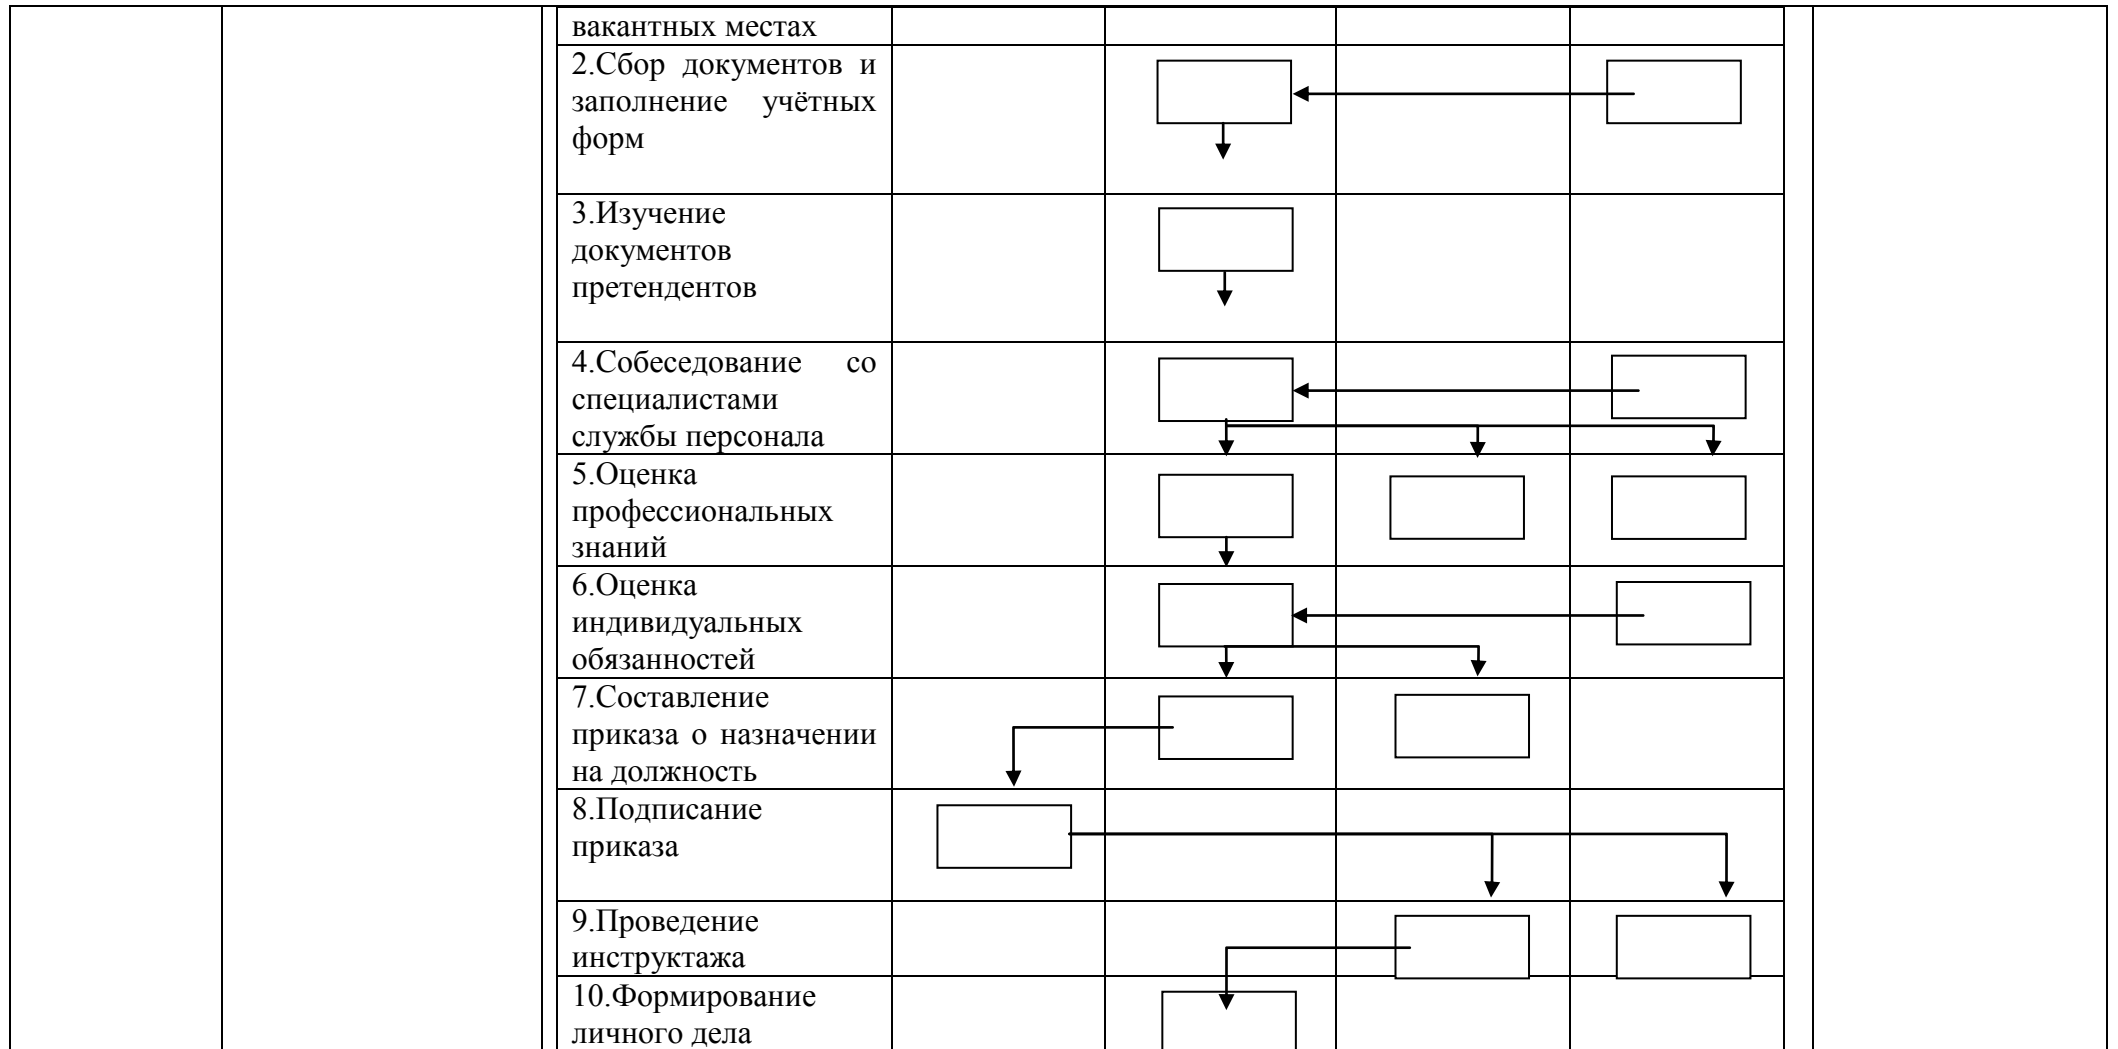 вакантных местах
2.Сбор документов и
заполнение учётных
форм
3.Изучение
документов
претендентов
4.Собеседование со
специалистами
службы персонала
5.Оценка
профессиональных
знаний
6.Оценка
индивидуальных
обязанностей
7.Составление
приказа о назначении
на должность
8.Подписание
приказа
9.Проведение
инструктажа
10.Формирование
личного дела